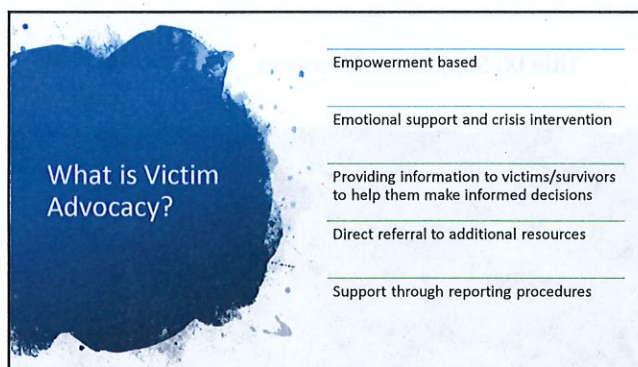 What is Victim
Advocacy?
Empowerment based
Emotional support and crisis intervention
Providing information to victims/survivors
to help them make informed decisions
Direct referral to additional resources
Support through reporting procedures